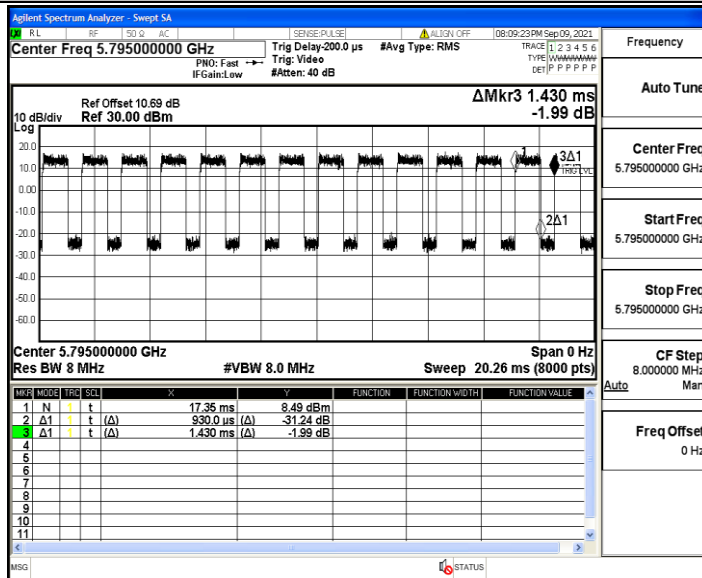 Agilent Spectrum Analyzer - Swept SA
RL RF 50 Ω AC SENSE:PULSE ALIGN OFF 08:09:23 PM Sep 09, 2021
Center Freq 5.795000000 GHz
PNO: Fast
IFGain:Low
Trig Delay-200.0 µs
Trig: Video
#Atten: 40 dB
#Avg Type: RMS
TRACE 1 2 3 4 5 6
TYPE WWWWWW
DET P P P P P P
Ref Offset 10.69 dB
10 dB/div Ref 30.00 dBm
Log
ΔMkr3 1.430 ms
-1.99 dB
20.0
10.0
0.00
-10.0
-20.0
-30.0
-40.0
-50.0
-60.0
1
3Δ1
TRIG LVL
2Δ1
Center 5.795000000 GHz Span 0 Hz
Res BW 8 MHz #VBW 8.0 MHz Sweep 20.26 ms (8000 pts)
MKR MODE TRC SCL X Y FUNCTION FUNCTION WIDTH FUNCTION VALUE
1 N 1 t 17.35 ms 8.49 dBm
2 Δ1 1 t (Δ) 930.0 µs (Δ) -31.24 dB
3 Δ1 1 t (Δ) 1.430 ms (Δ) -1.99 dB
4
5
6
7
8
9
10
11
MSG STATUS
Frequency
Auto Tune
Center Freq
5.795000000 GHz
Start Freq
5.795000000 GHz
Stop Freq
5.795000000 GHz
CF Step
8.000000 MHz
Auto Man
Freq Offset
0 Hz